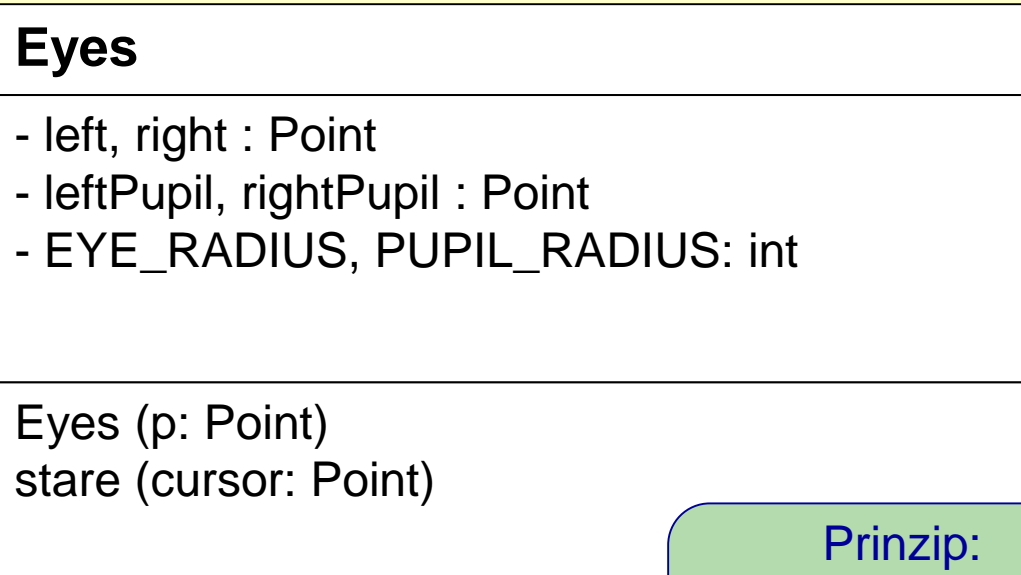 Eyes
- left, right : Point
- leftPupil, rightPupil : Point
- EYE_RADIUS, PUPIL_RADIUS: int
Eyes (p: Point)
stare (cursor: Point)
Prinzip: